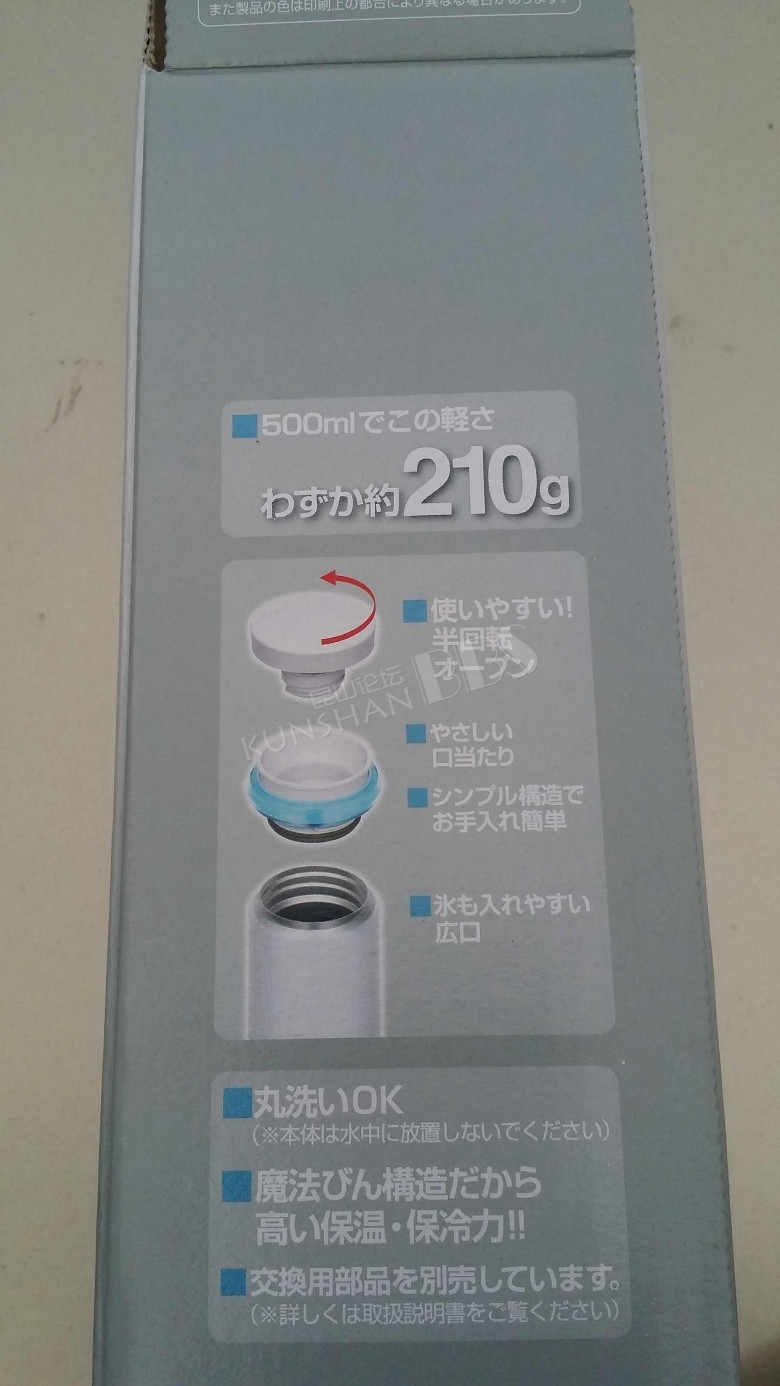 また製品の色は印刷上の都合により異なる場合があります。
■500mlでこの軽さ
わずか約210g
■使いやすい!
半回転
オープン
昆山论坛
KUNSHAN BBS
■やさしい
口当たり
■シンプル構造で
お手入れ簡単
■氷も入れやすい
広口
■丸洗いOK
(※本体は水中に放置しないでください)
■魔法びん構造だから
高い保温・保冷力!!
■交換用部品を別売しています。
(※詳しくは取扱説明書をご覧ください)